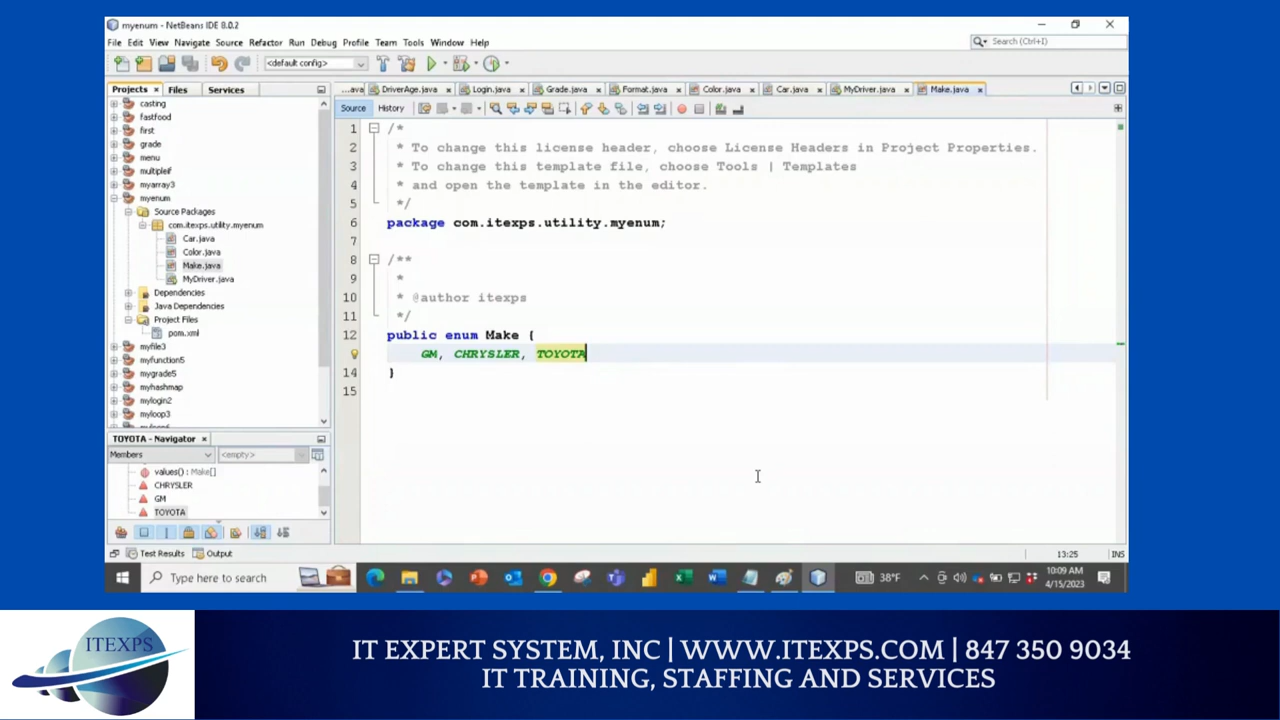 myenum - NetBeans IDE 8.0.2
File Edit View Navigate Source Refactor Run Debug Profile Team Tools Window Help
Search (Ctrl+I)
<default config>
Projects Files Services
...ava DriverAge.java Login.java Grade.java Format.java Color.java Car.java MyDriver.java Make.java
Source History
casting
fastfood
first
grade
menu
multipleif
myarray3
myenum
Source Packages
com.itexps.utility.myenum
Car.java
Color.java
Make.java
MyDriver.java
Dependencies
Java Dependencies
Project Files
pom.xml
myfile3
myfunction5
mygrade5
myhashmap
mylogin2
myloop3
1 /*
2 * To change this license header, choose License Headers in Project Properties.
3 * To change this template file, choose Tools | Templates
4 * and open the template in the editor.
5 */
6 package com.itexps.utility.myenum;
7
8 /**
9 *
10 * @author itexps
11 */
12 public enum Make {
GM, CHRYSLER, TOYOTA
14 }
15
TOYOTA - Navigator
Members <empty>
values() : Make[]
CHRYSLER
GM
TOYOTA
Test Results Output
13:25 INS
Type here to search
38°F
10:09 AM
4/15/2023
ITEXPS
IT EXPERT SYSTEM, INC | WWW.ITEXPS.COM | 847 350 9034
IT TRAINING, STAFFING AND SERVICES